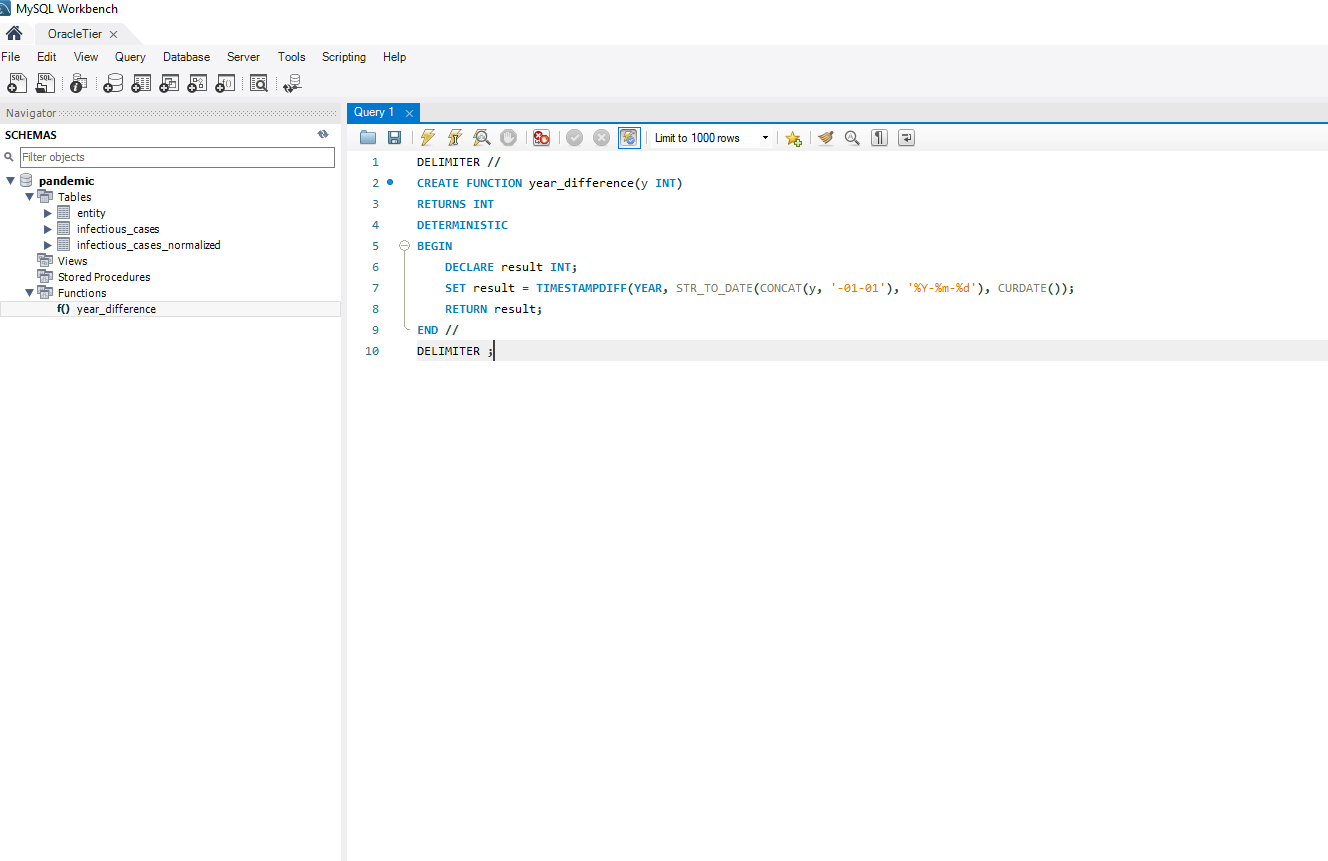 MySQL Workbench
OracleTier
File Edit View Query Database Server Tools Scripting Help
Navigator
SCHEMAS
Filter objects
pandemic
Tables
entity
infectious_cases
infectious_cases_normalized
Views
Stored Procedures
Functions
f() year_difference
Query 1
Limit to 1000 rows
1 DELIMITER //
2 CREATE FUNCTION year_difference(y INT)
3 RETURNS INT
4 DETERMINISTIC
5 BEGIN
6 DECLARE result INT;
7 SET result = TIMESTAMPDIFF(YEAR, STR_TO_DATE(CONCAT(y, '-01-01'), '%Y-%m-%d'), CURDATE());
8 RETURN result;
9 END //
10 DELIMITER ;